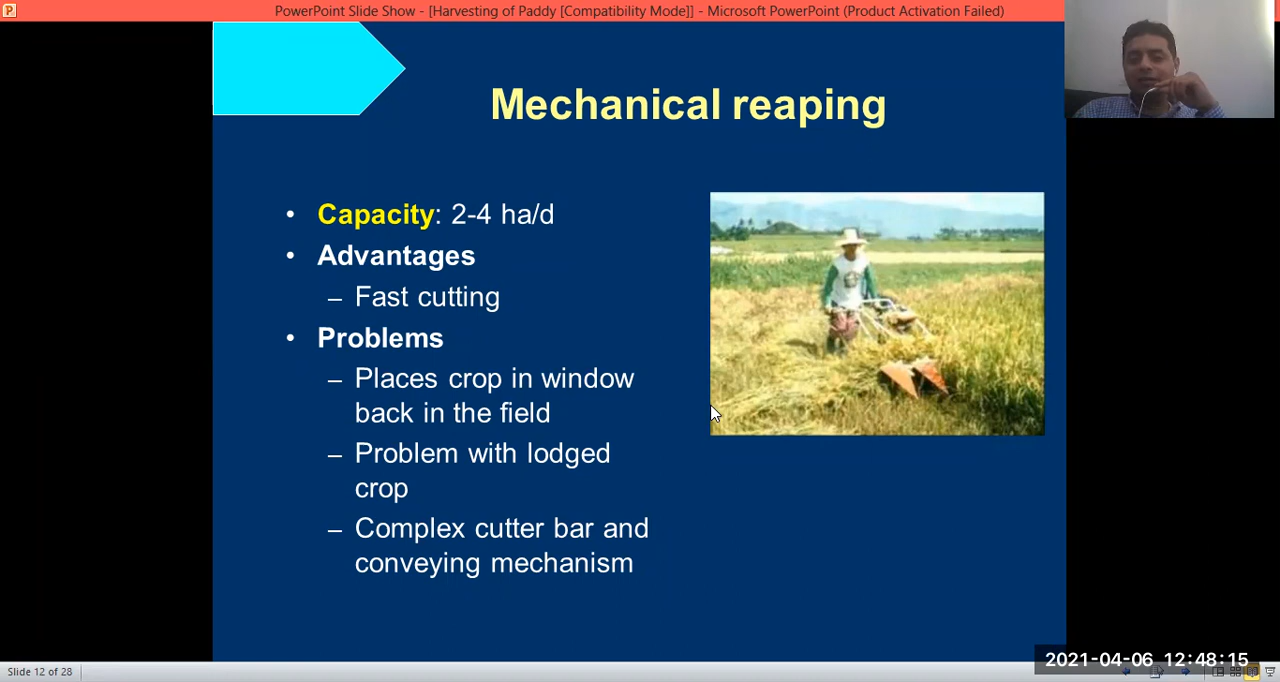 PowerPoint Slide Show - [Harvesting of Paddy [Compatibility Mode]] - Microsoft PowerPoint (Product Activation Failed)
Mechanical reaping
• Capacity: 2-4 ha/d
• Advantages
– Fast cutting
• Problems
– Places crop in window
back in the field
– Problem with lodged
crop
– Complex cutter bar and
conveying mechanism
Slide 12 of 28
2021-04-06 12:48:15